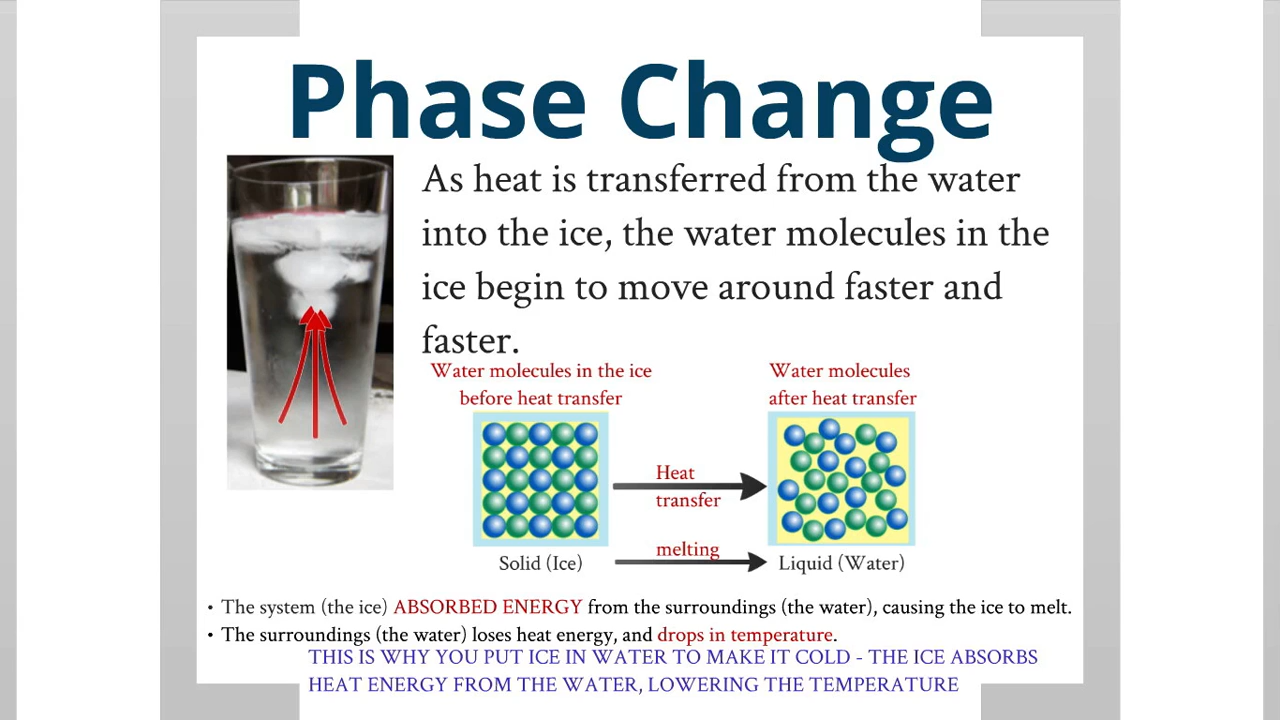 Phase Change
As heat is transferred from the water
into the ice, the water molecules in the
ice begin to move around faster and
faster.
Water molecules in the ice
before heat transfer
Water molecules
after heat transfer
Heat
transfer
melting
Solid (Ice)
Liquid (Water)
• The system (the ice) ABSORBED ENERGY from the surroundings (the water), causing the ice to melt.
• The surroundings (the water) loses heat energy, and drops in temperature.
THIS IS WHY YOU PUT ICE IN WATER TO MAKE IT COLD - THE ICE ABSORBS
HEAT ENERGY FROM THE WATER, LOWERING THE TEMPERATURE